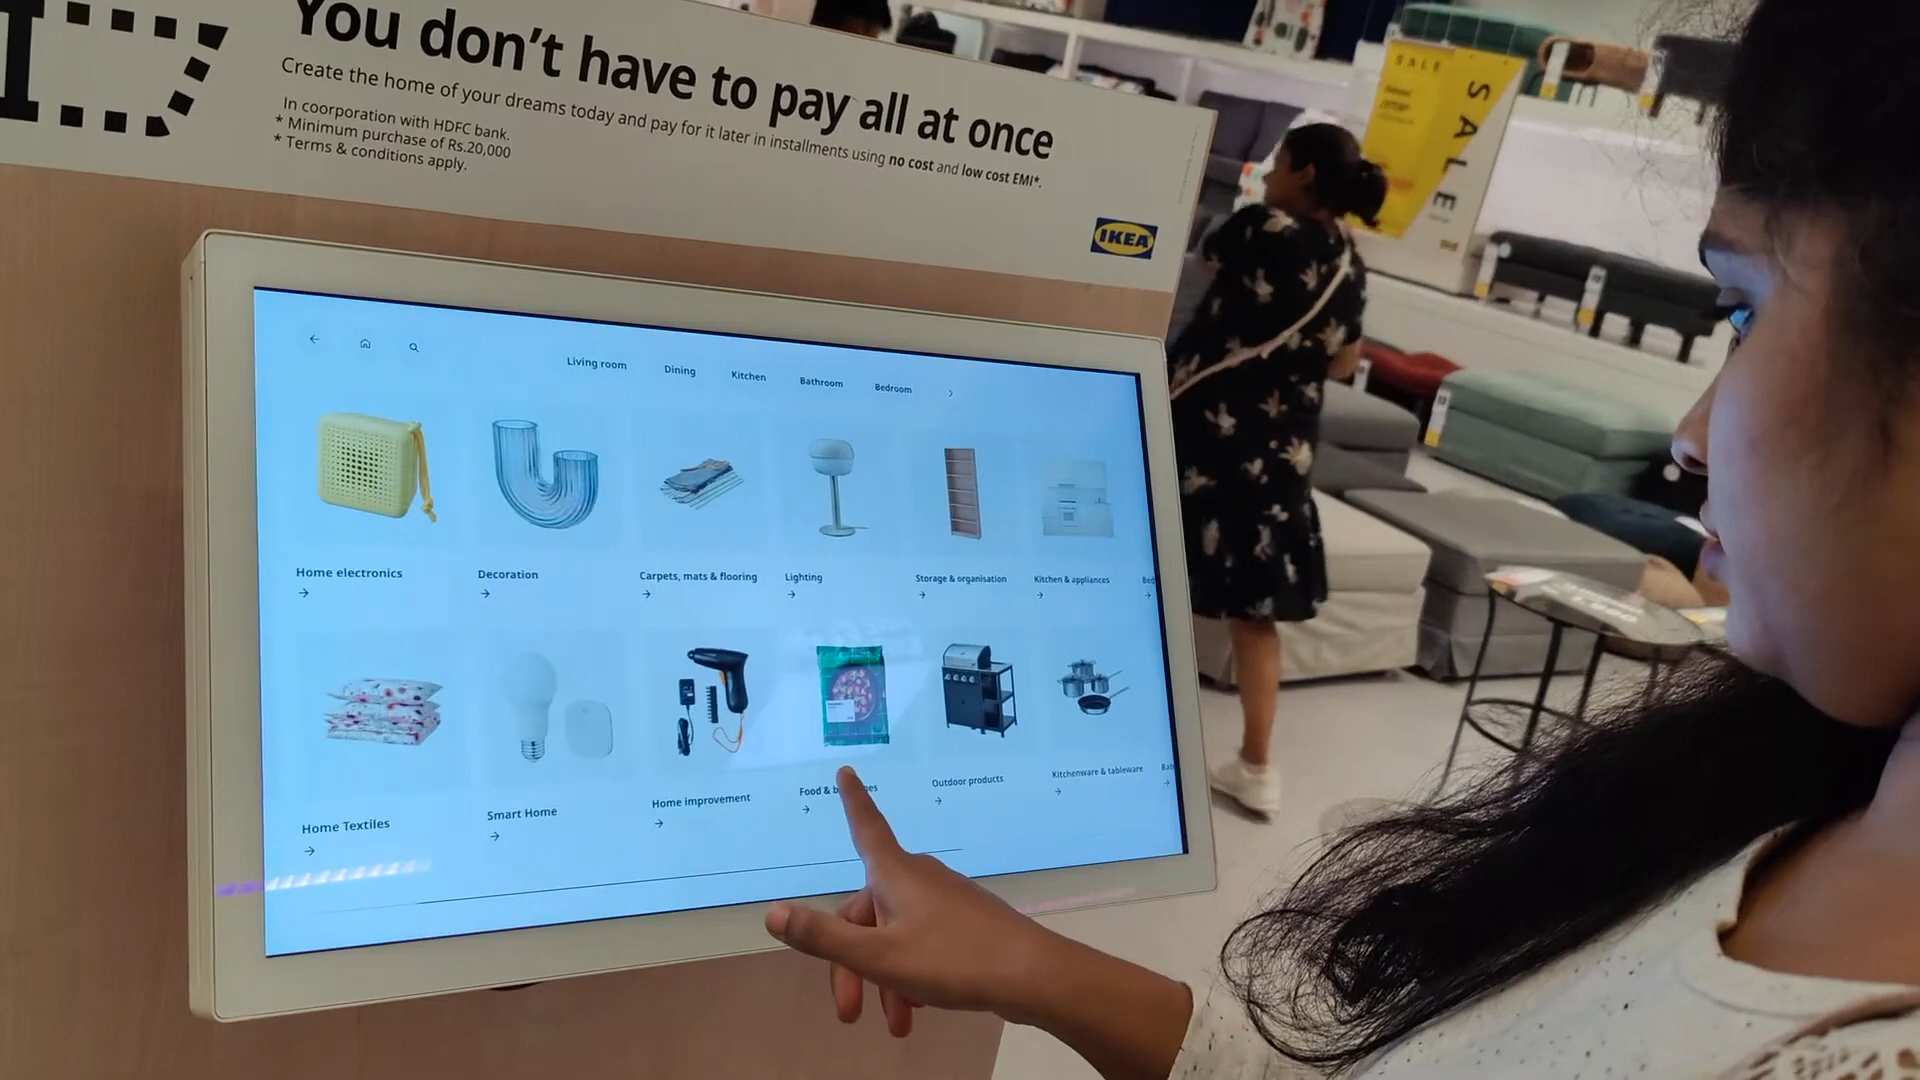 You don't have to pay all at once
Create the home of your dreams today and pay for it later in installments using no cost and low cost EMI*.
In coorporation with HDFC bank.
* Minimum purchase of Rs.20,000
* Terms & conditions apply.
IKEA
SALE
SALE
Living room
Dining
Kitchen
Bathroom
Bedroom
Home electronics
Decoration
Carpets, mats & flooring
Lighting
Storage & organisation
Kitchen & appliances
Bed
Home Textiles
Smart Home
Home improvement
Food &
Outdoor products
Kitchenware & tableware
Bab